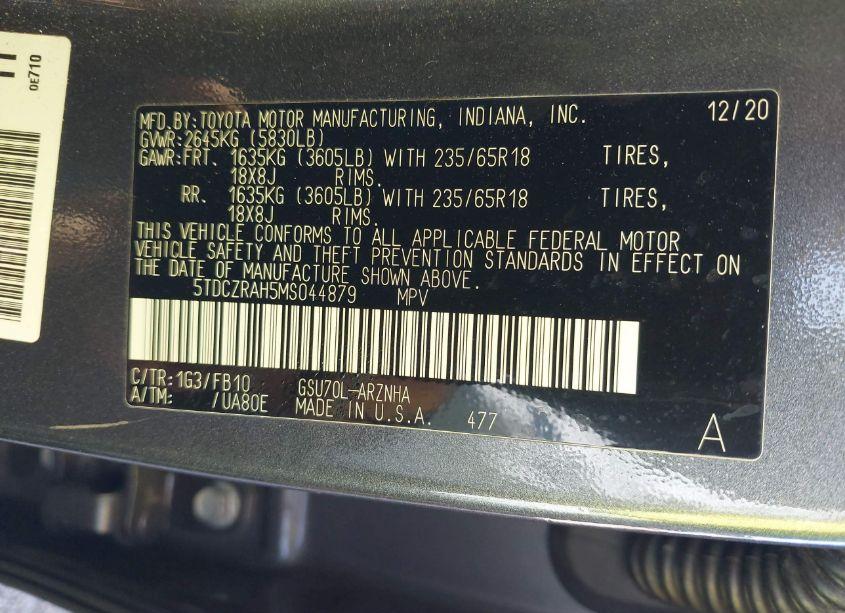 0E710
MFD.BY:TOYOTA MOTOR MANUFACTURING, INDIANA, INC. 12/20
GVWR:2645KG (5830LB)
GAWR:FRT. 1635KG (3605LB) WITH 235/65R18 TIRES,
18X8J RIMS.
RR. 1635KG (3605LB) WITH 235/65R18 TIRES,
18X8J RIMS.
THIS VEHICLE CONFORMS TO ALL APPLICABLE FEDERAL MOTOR
VEHICLE SAFETY AND THEFT PREVENTION STANDARDS IN EFFECT ON
THE DATE OF MANUFACTURE SHOWN ABOVE.
5TDCZRAH5MS044879 MPV
C/TR:1G3/FB10 GSU70L-ARZNHA
A/TM: /UA80E MADE IN U.S.A. 477
A